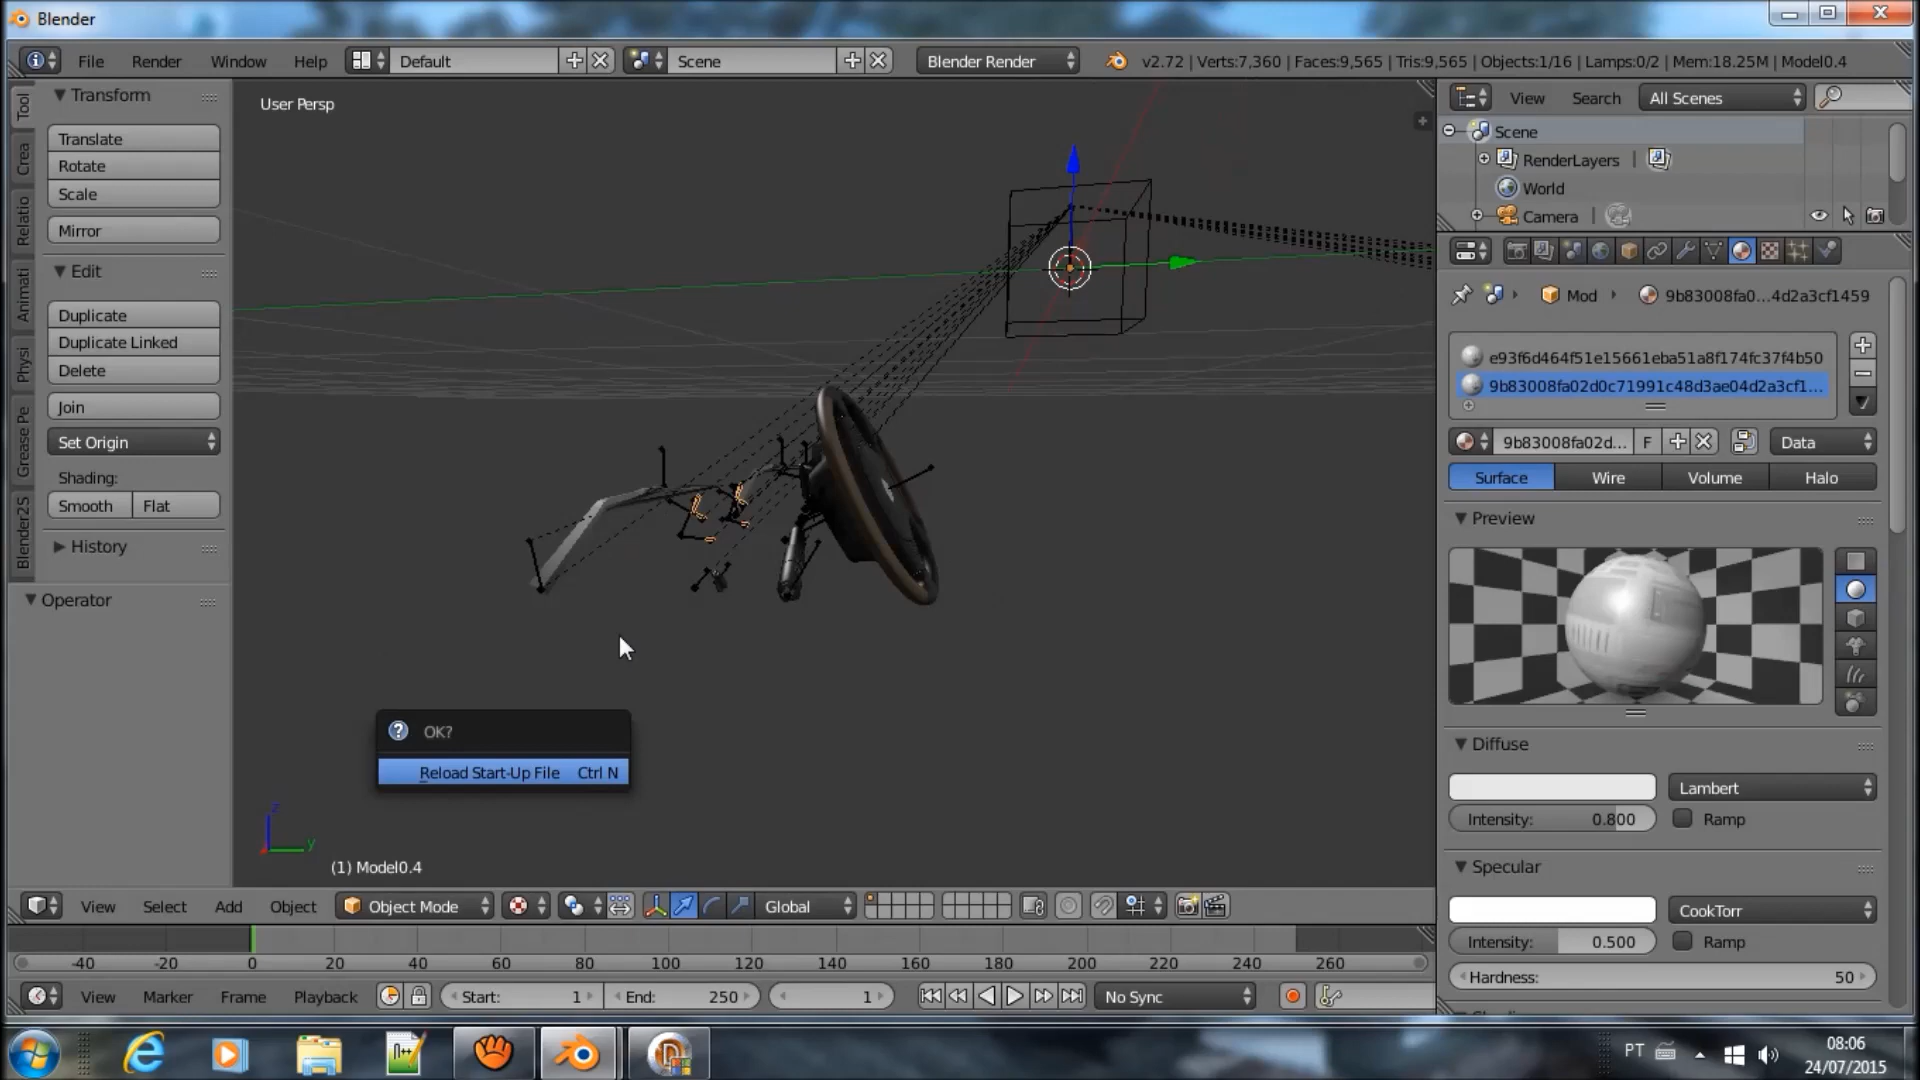 Blender
File Render Window Help Default Scene Blender Render v2.72 | Verts:7,360 | Faces:9,565 | Tris:9,565 | Objects:1/16 | Lamps:0/2 | Mem:18.25M | Model0.4
Tool
Crea
Relatio
Animati
Physi
Grease Pe
Blender2S
Transform
Translate
Rotate
Scale
Mirror
Edit
Duplicate
Duplicate Linked
Delete
Join
Set Origin
Shading:
Smooth Flat
History
Operator
User Persp
OK?
Reload Start-Up File Ctrl N
z
y
(1) Model0.4
View Select Add Object Object Mode Global
-40 -20 0 20 40 60 80 100 120 140 160 180 200 220 240 260
View Marker Frame Playback Start: 1 End: 250 1 No Sync
View Search All Scenes
Scene
RenderLayers |
World
Camera
Mod 9b83008fa0...4d2a3cf1459
e93f6d464f51e15661eba51a8f174fc37f4b50
9b83008fa02d0c71991c48d3ae04d2a3cf1...
9b83008fa02d... F Data
Surface Wire Volume Halo
Preview
Diffuse
Lambert
Intensity: 0.800 Ramp
Specular
CookTorr
Intensity: 0.500 Ramp
Hardness: 50
PT
08:06
24/07/2015